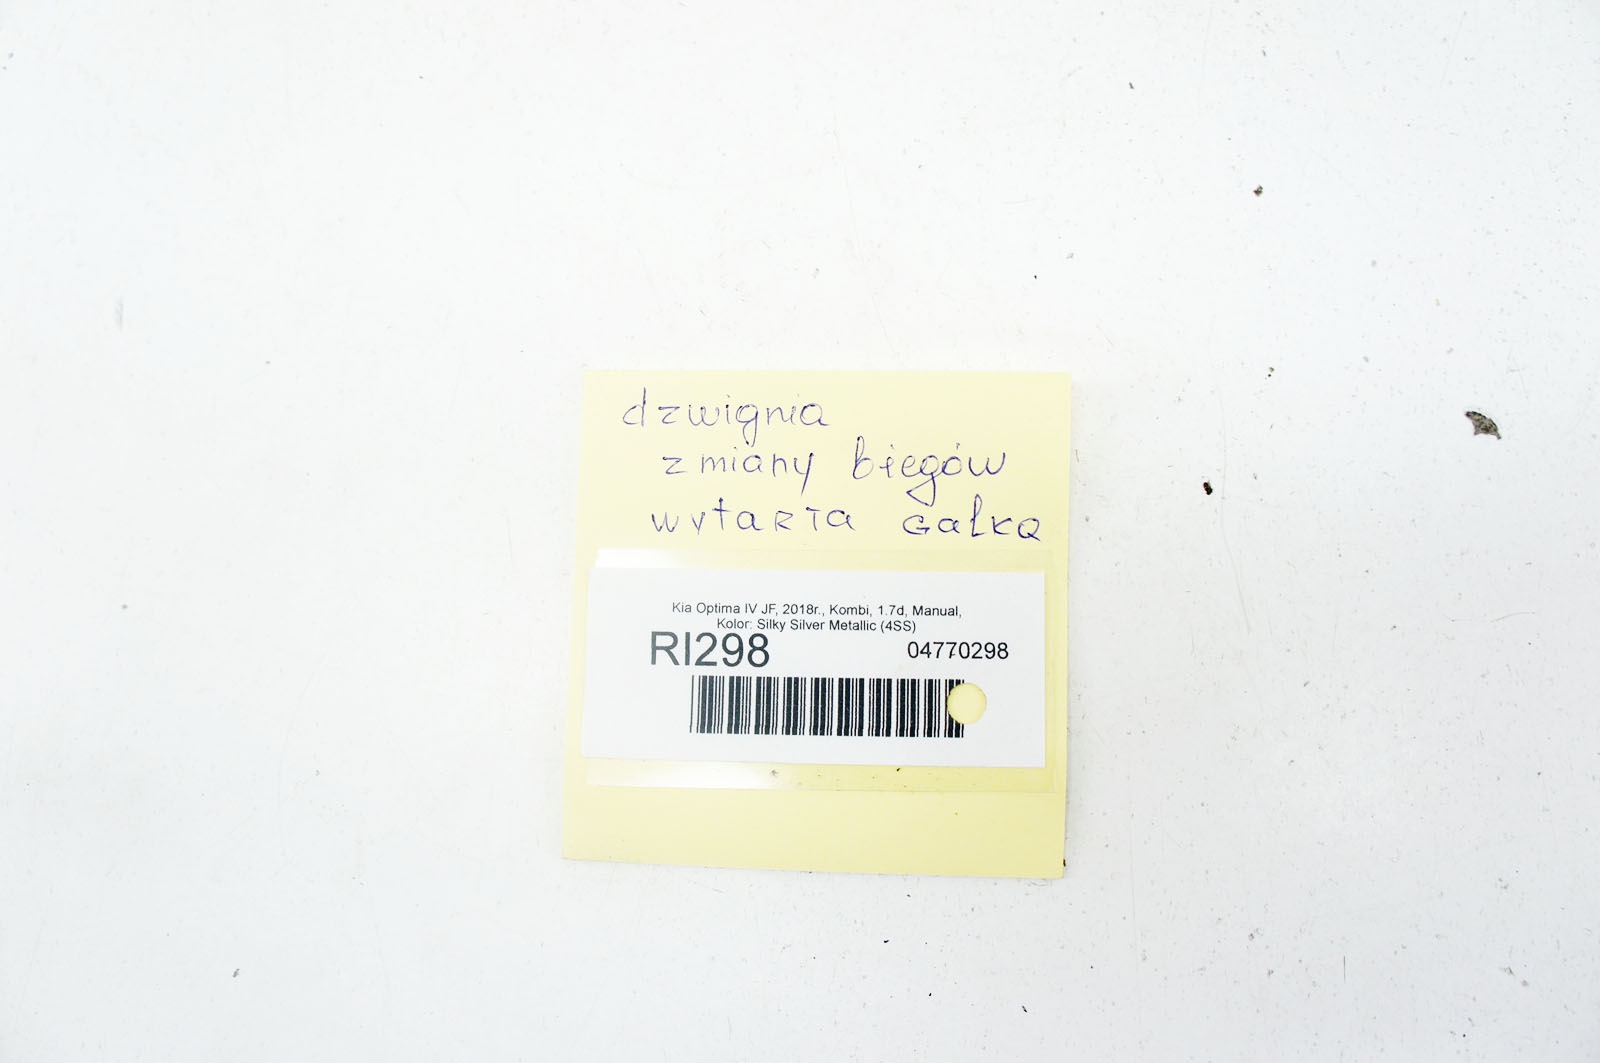 dzwignia
zmiany biegów
wytarta Gałka
Kia Optima IV JF, 2018r., Kombi, 1.7d, Manual,
Kolor: Silky Silver Metallic (4SS)
RI298 04770298